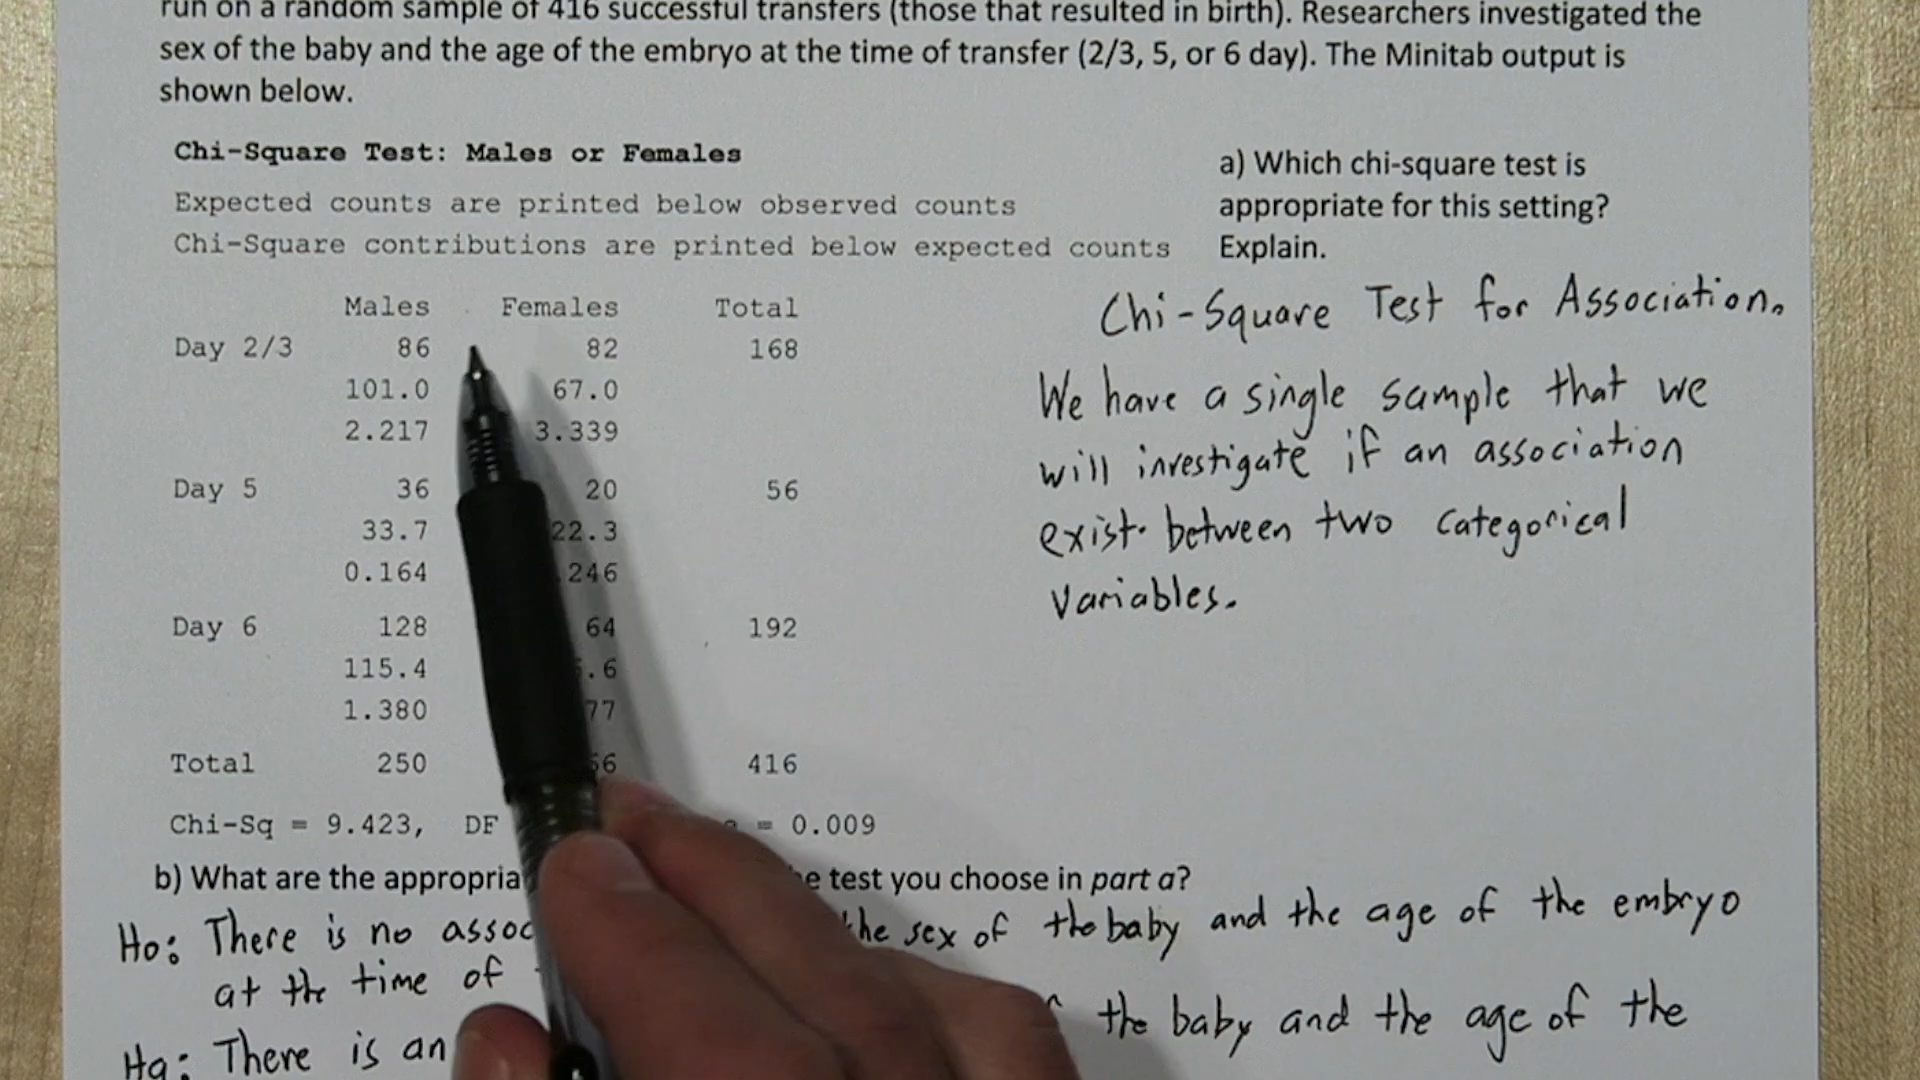 run on a random sample of 416 successful transfers (those that resulted in birth). Researchers investigated the
sex of the baby and the age of the embryo at the time of transfer (2/3, 5, or 6 day). The Minitab output is
shown below.
Chi-Square Test: Males or Females
Expected counts are printed below observed counts
Chi-Square contributions are printed below expected counts
Males Females Total
Day 2/3 86 82 168
101.0 67.0
2.217 3.339
Day 5 36 20 56
33.7 22.3
0.164 .246
Day 6 128 64 192
115.4 .6
1.380 77
Total 250 66 416
Chi-Sq = 9.423, DF = 0.009
a) Which chi-square test is
appropriate for this setting?
Explain.
Chi-Square Test for Association.
We have a single sample that we
will investigate if an association
exist between two categorical
variables.
b) What are the test you choose in part a?
Ho: There is no the sex of the baby and the age of the embryo
at the time of
Ha: There is an the baby and the age of the